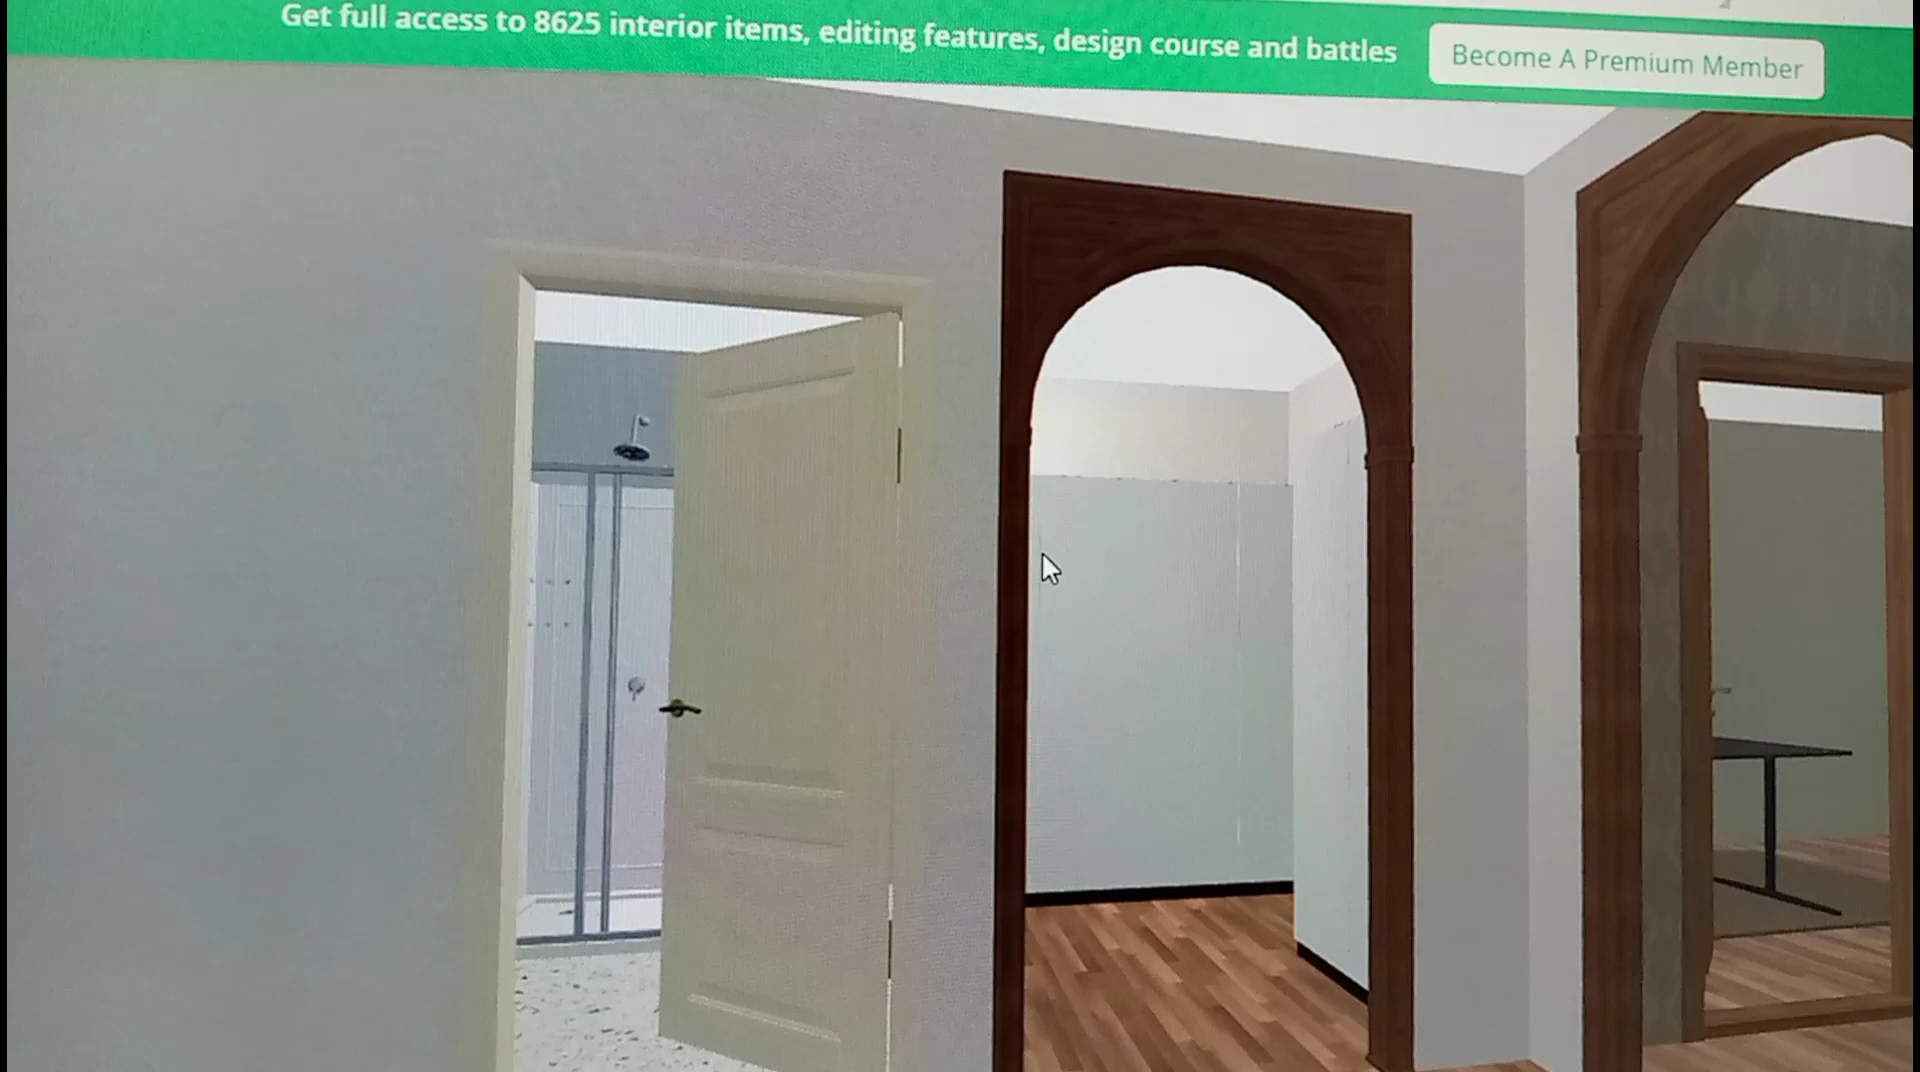 Get full access to 8625 interior items, editing features, design course and battles
Become A Premium Member